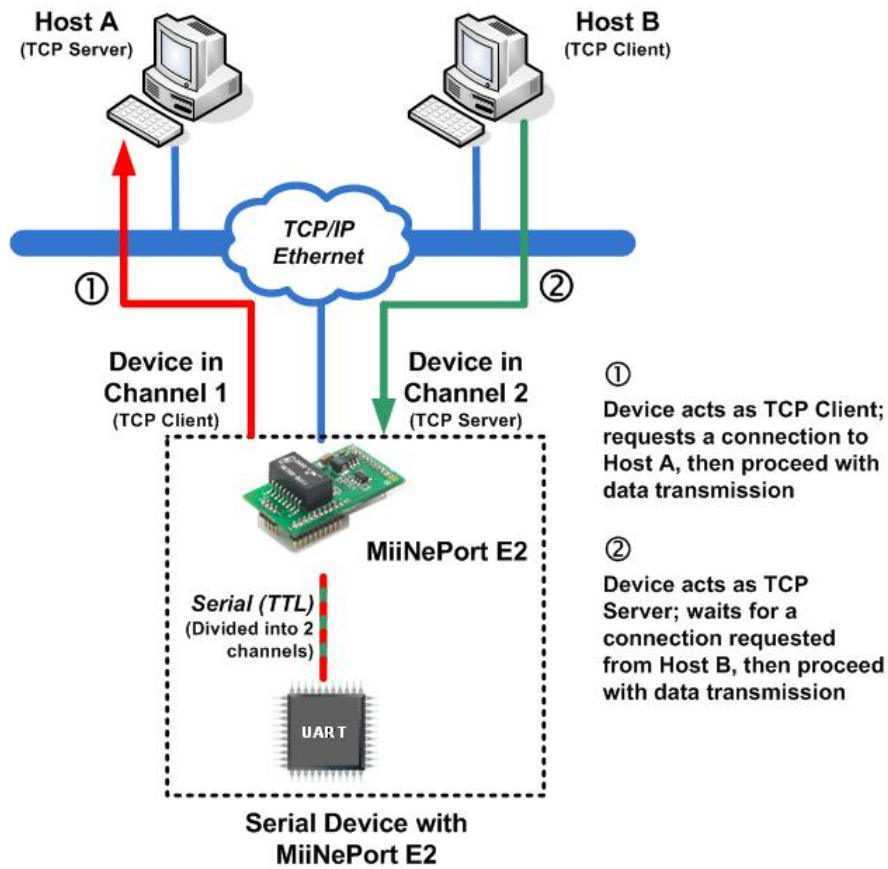 Host A
(TCP Server)
Host B
(TCP Client)
TCP/IP
Ethernet
①
②
Device in
Channel 1
(TCP Client)
Device in
Channel 2
(TCP Server)
MiiNePort E2
Serial (TTL)
(Divided into 2
channels)
UART
Serial Device with
MiiNePort E2
①
Device acts as TCP Client;
requests a connection to
Host A, then proceed with
data transmission
②
Device acts as TCP
Server; waits for a
connection requested
from Host B, then proceed
with data transmission